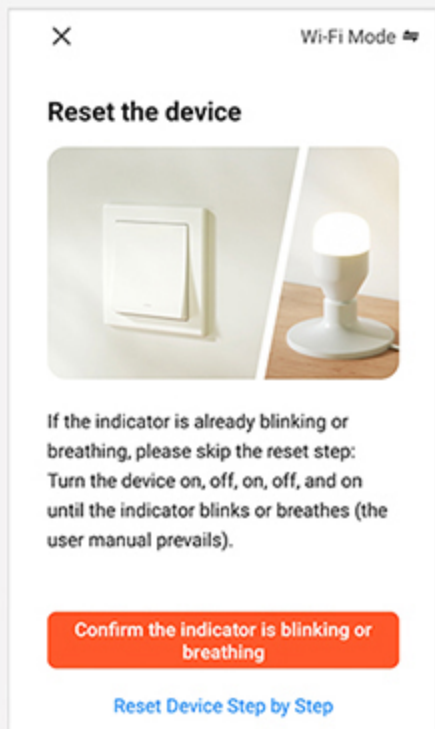 Wi-Fi Mode
Reset the device
If the indicator is already blinking or
breathing, please skip the reset step:
Turn the device on, off, on, off, and on
until the indicator blinks or breathes (the
user manual prevails).
Confirm the indicator is blinking or
breathing
Reset Device Step by Step